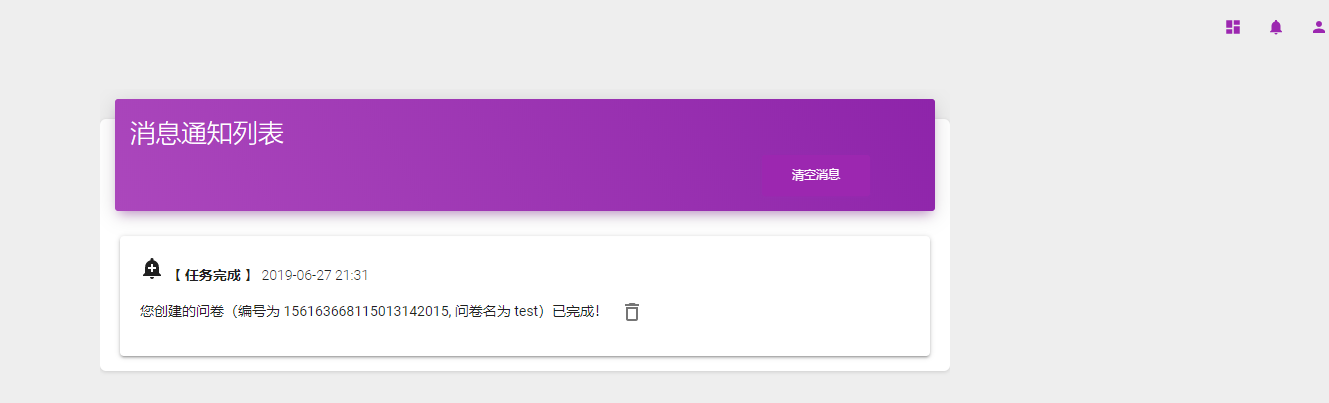 消息通知列表
清空消息
【 任务完成 】 2019-06-27 21:31
您创建的问卷（编号为 156163668115013142015, 问卷名为 test）已完成！